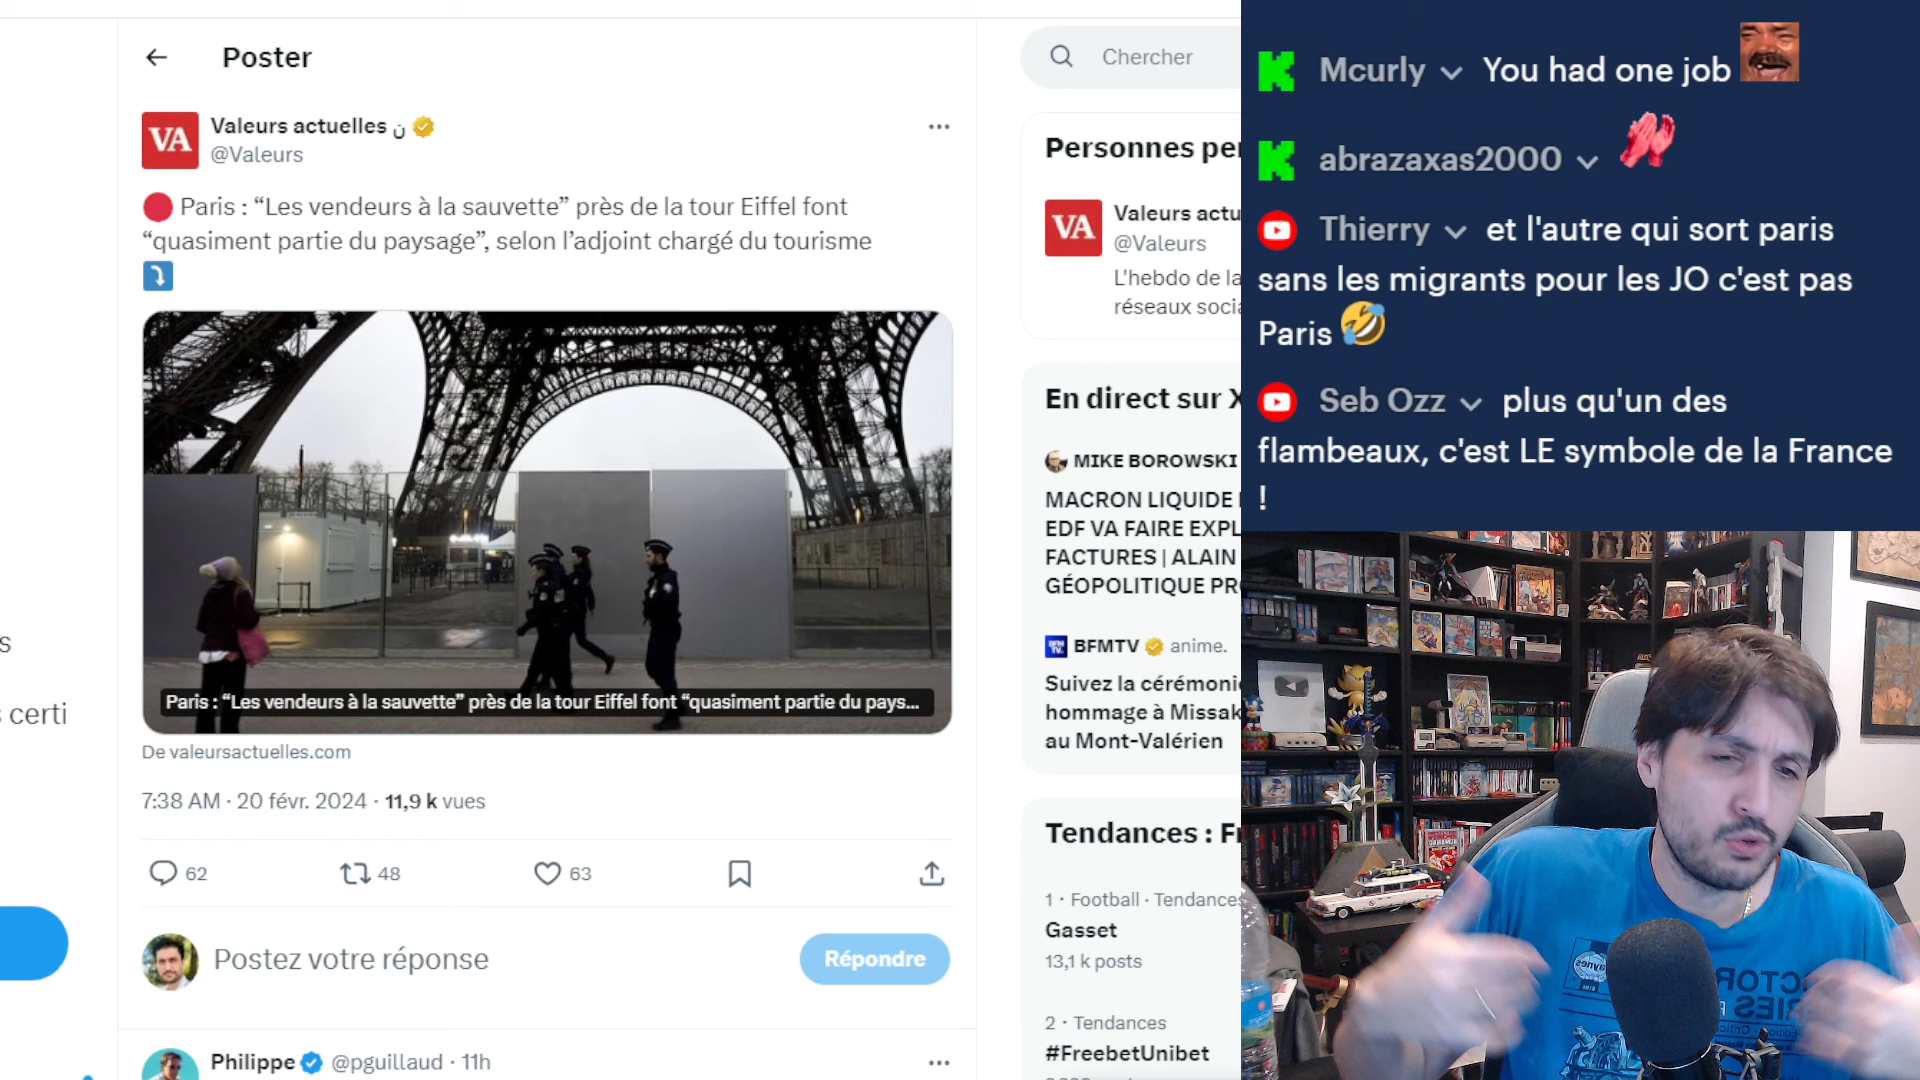 Poster
VA
Valeurs actuelles ن
@Valeurs
Paris : “Les vendeurs à la sauvette” près de la tour Eiffel font
“quasiment partie du paysage”, selon l’adjoint chargé du tourisme
Paris : “Les vendeurs à la sauvette” près de la tour Eiffel font “quasiment partie du pays...
De valeursactuelles.com
7:38 AM · 20 févr. 2024 · 11,9 k vues
62
48
63
Postez votre réponse
Répondre
Philippe @pguillaud · 11h
s
certi
Chercher
Personnes per
VA
Valeurs actu
@Valeurs
L'hebdo de la
réseaux socia
En direct sur X
MIKE BOROWSKI
MACRON LIQUIDE
EDF VA FAIRE EXPL
FACTURES | ALAIN
GÉOPOLITIQUE PR
BFMTV anime.
Suivez la cérémoni
hommage à Missak
au Mont-Valérien
Tendances : Fr
1 · Football · Tendances
Gasset
13,1 k posts
2 · Tendances
#FreebetUnibet
Mcurly You had one job
abrazaxas2000
Thierry et l'autre qui sort paris
sans les migrants pour les JO c'est pas
Paris
Seb Ozz plus qu'un des
flambeaux, c'est LE symbole de la France
!